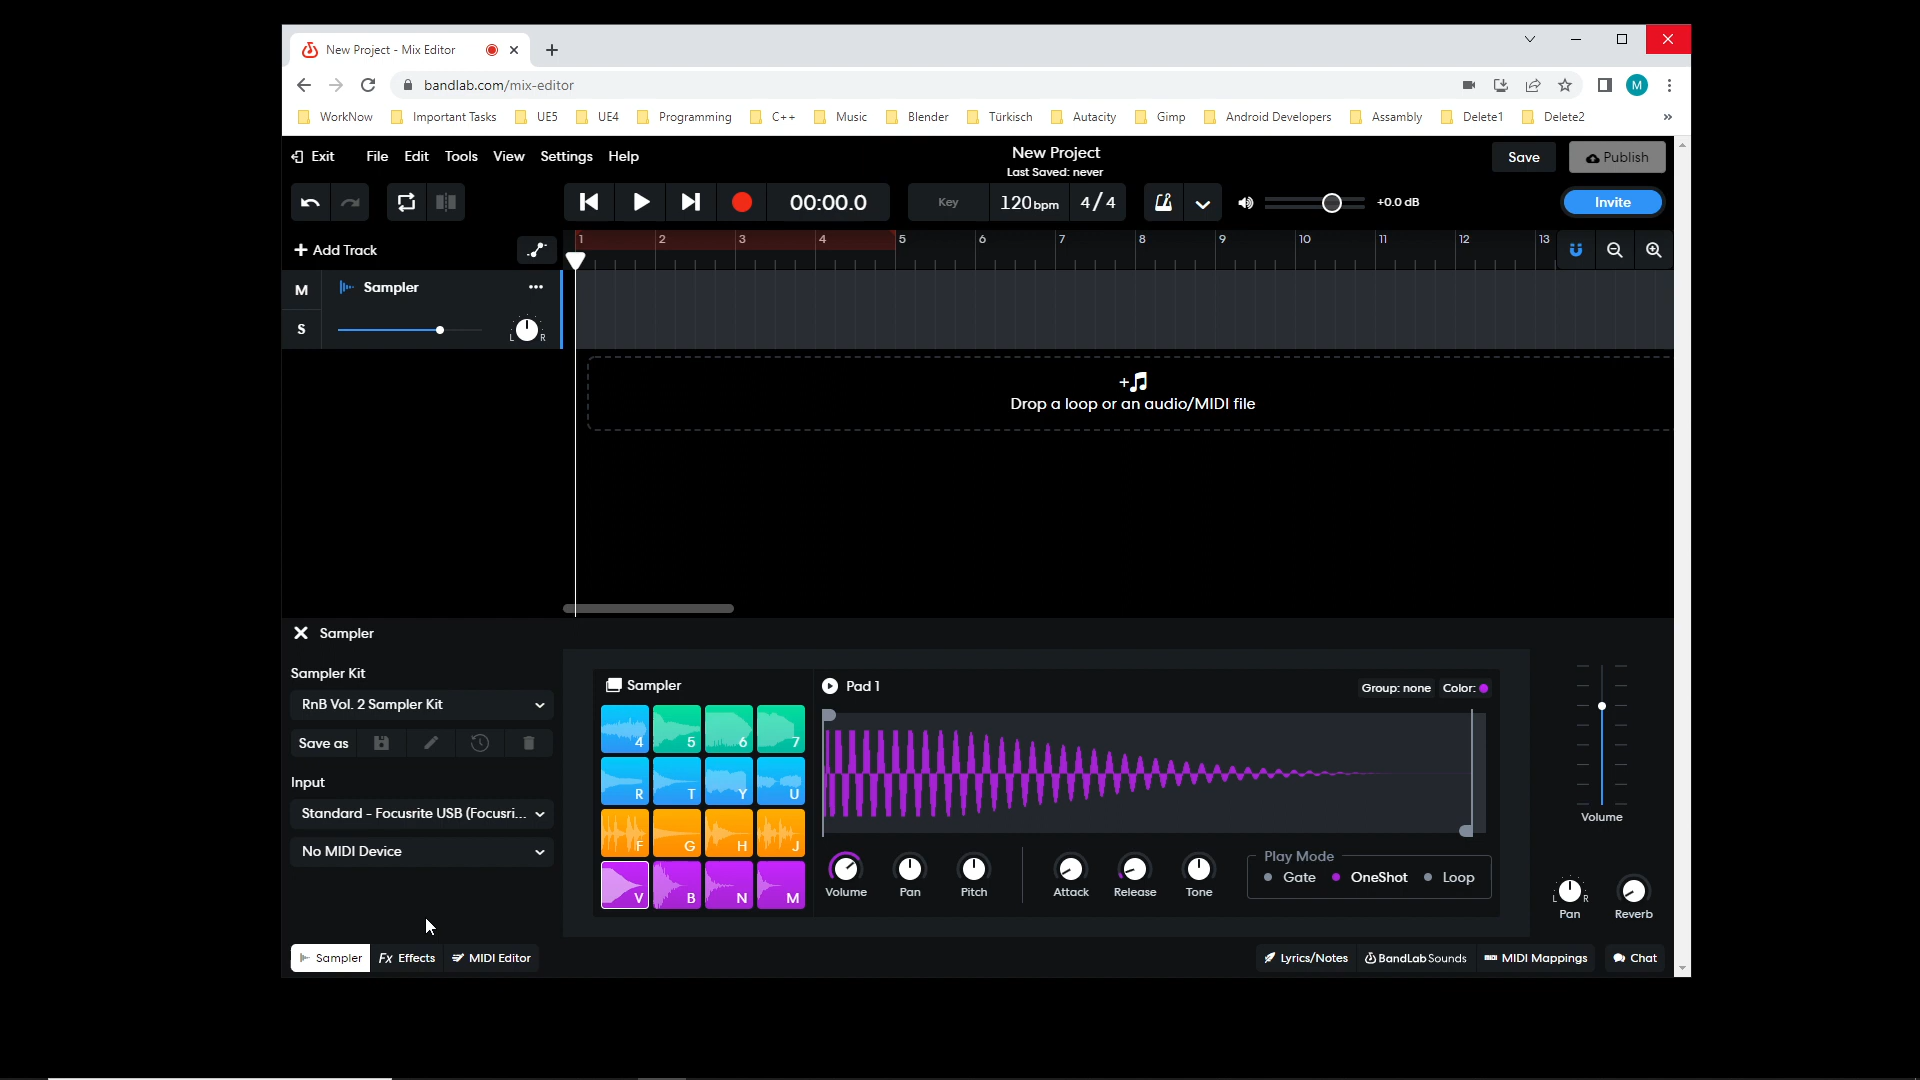 New Project - Mix Editor
bandlab.com/mix-editor
M
WorkNow Important Tasks UE5 UE4 Programming C++ Music Blender Türkisch Autacity Gimp Android Developers Assambly Delete1 Delete2 »
Exit File Edit Tools View Settings Help
New Project
Last Saved: never
Save Publish
00:00.0 Key 120bpm 4/4 +0.0 dB Invite
+ Add Track
1 2 3 4 5 6 7 8 9 10 11 12 13
M Sampler
S L R
Drop a loop or an audio/MIDI file
Sampler
Sampler Kit
RnB Vol. 2 Sampler Kit
Save as
Input
Standard - Focusrite USB (Focusri...
No MIDI Device
Sampler
4 5 6 7
R T Y U
F G H J
V B N M
Pad 1 Group: none Color:
Volume Pan Pitch Attack Release Tone
Play Mode
Gate OneShot Loop
Volume
L R
Pan Reverb
Sampler Fx Effects MIDI Editor
Lyrics/Notes BandLab Sounds MIDI Mappings Chat